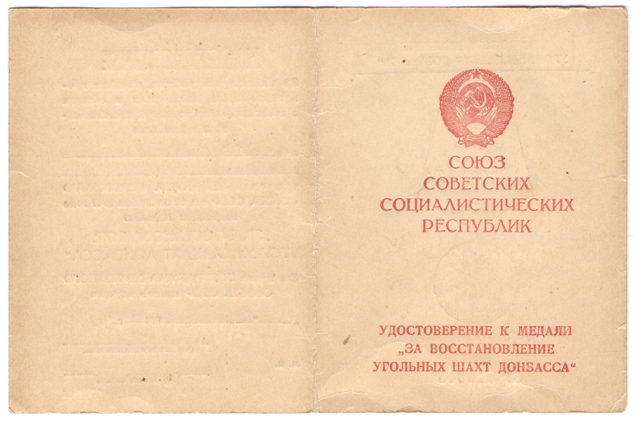 СОЮЗ
СОВЕТСКИХ
СОЦИАЛИСТИЧЕСКИХ
РЕСПУБЛИК
УДОСТОВЕРЕНИЕ К МЕДАЛИ
„ЗА ВОССТАНОВЛЕНИЕ
УГОЛЬНЫХ ШАХТ ДОНБАССА“